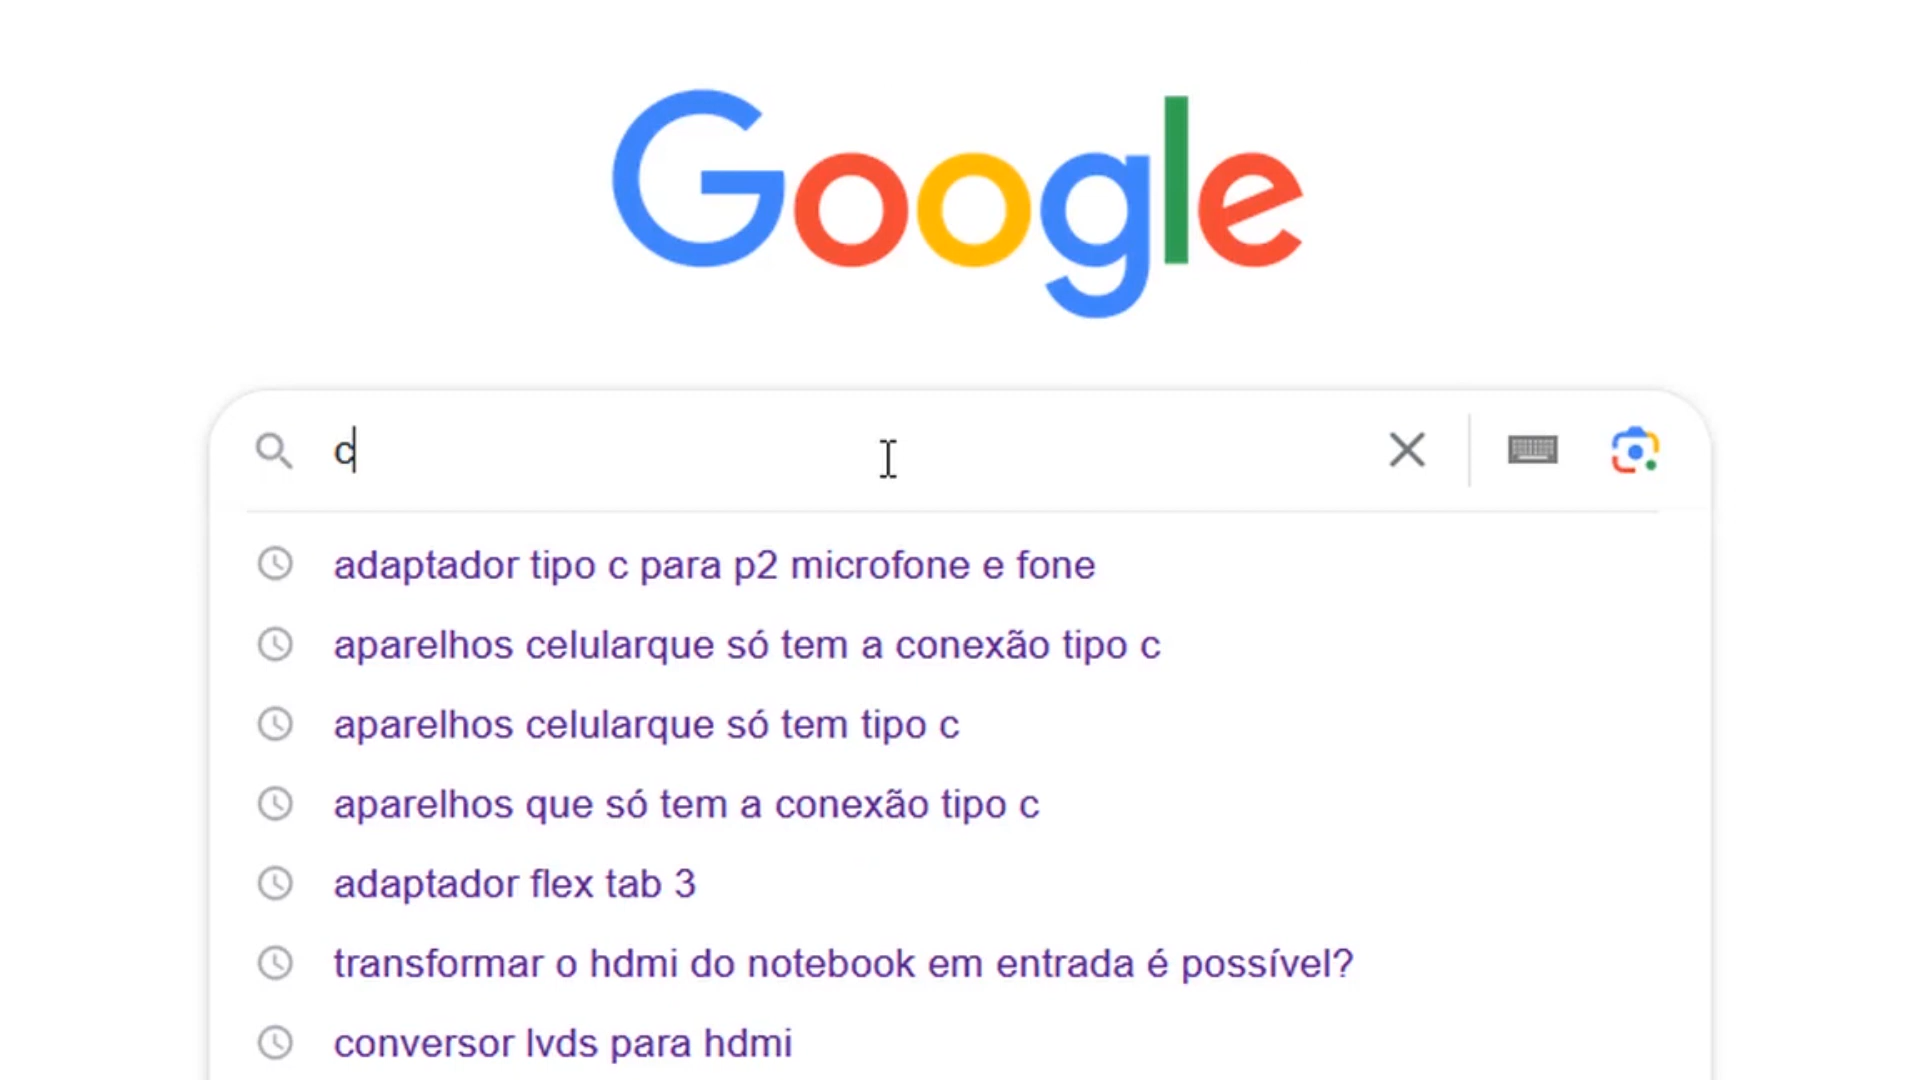 Google
c
adaptador tipo c para p2 microfone e fone
aparelhos celularque só tem a conexão tipo c
aparelhos celularque só tem tipo c
aparelhos que só tem a conexão tipo c
adaptador flex tab 3
transformar o hdmi do notebook em entrada é possível?
conversor lvds para hdmi